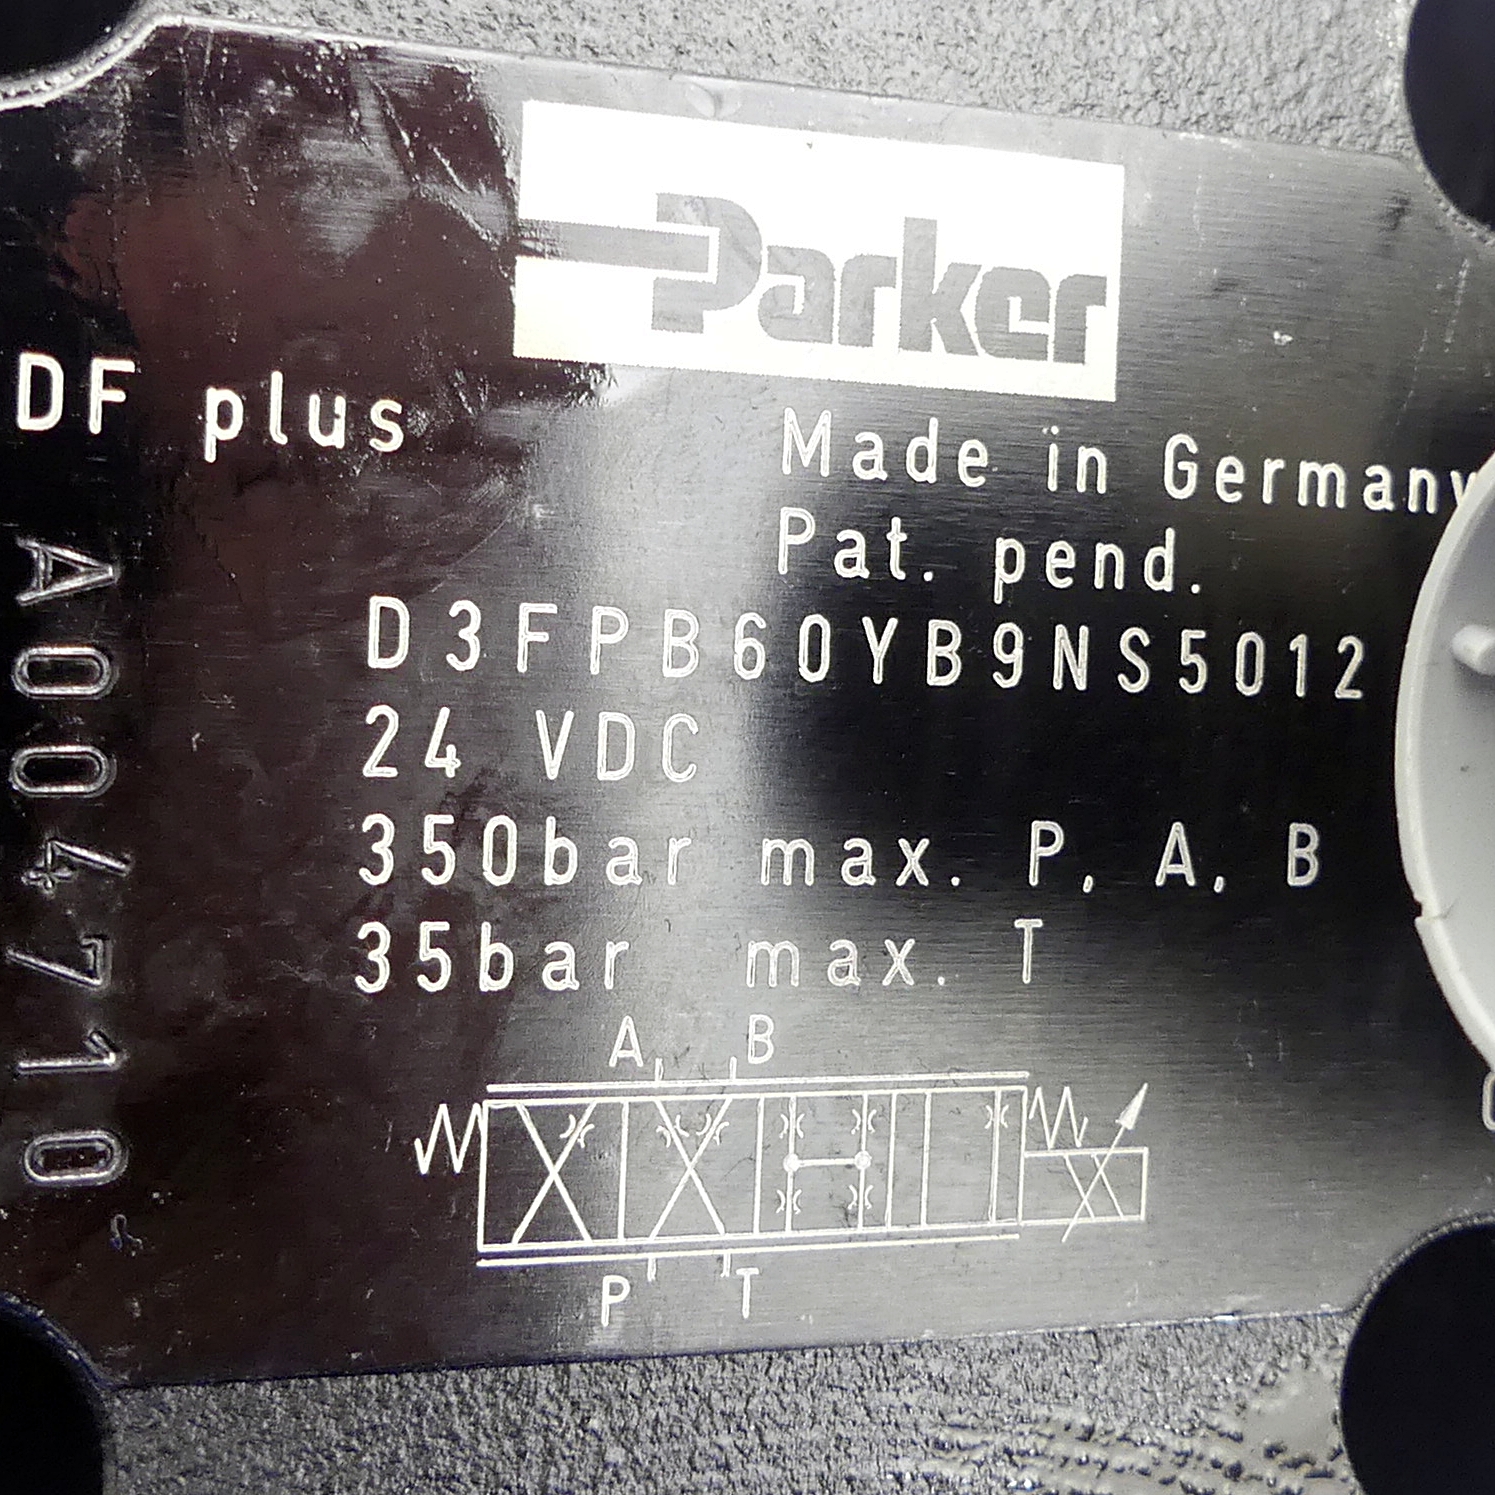 Parker
DF plus
Made in Germany
Pat. pend.
D3FPB60YB9NS5012
24 VDC
350bar max. P, A, B
35bar max. T
A B
P T
A004710